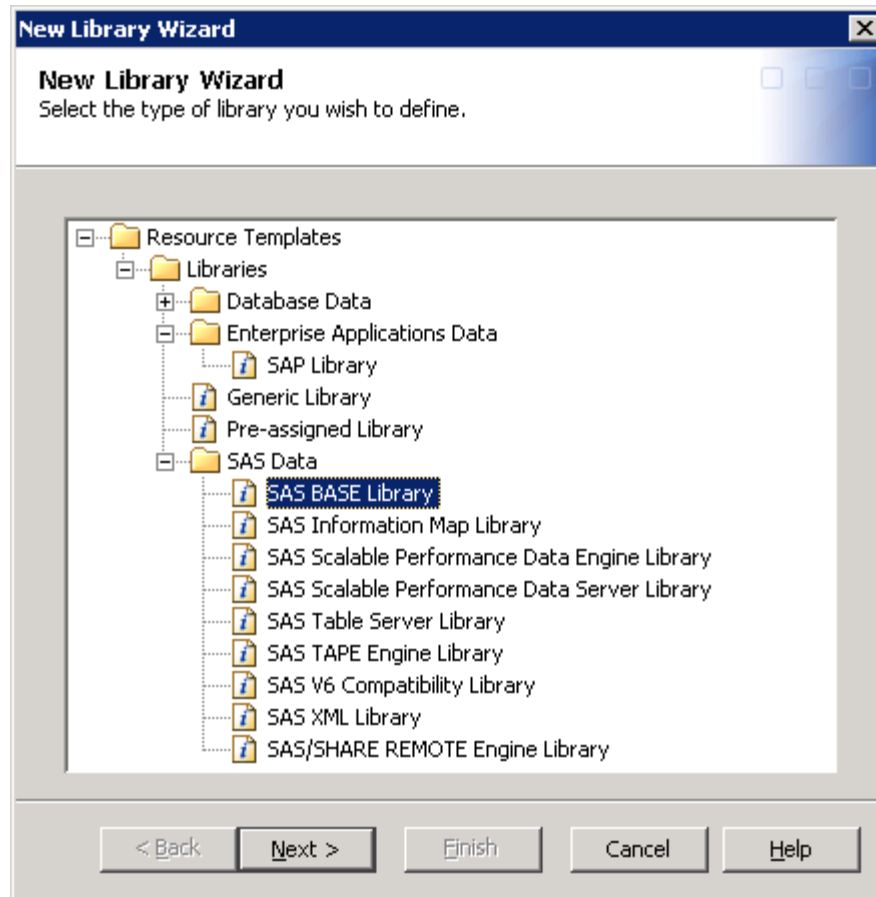 New Library Wizard
New Library Wizard
Select the type of library you wish to define.
Resource Templates
Libraries
Database Data
Enterprise Applications Data
SAP Library
Generic Library
Pre-assigned Library
SAS Data
SAS BASE Library
SAS Information Map Library
SAS Scalable Performance Data Engine Library
SAS Scalable Performance Data Server Library
SAS Table Server Library
SAS TAPE Engine Library
SAS V6 Compatibility Library
SAS XML Library
SAS/SHARE REMOTE Engine Library
< Back Next > Finish Cancel Help